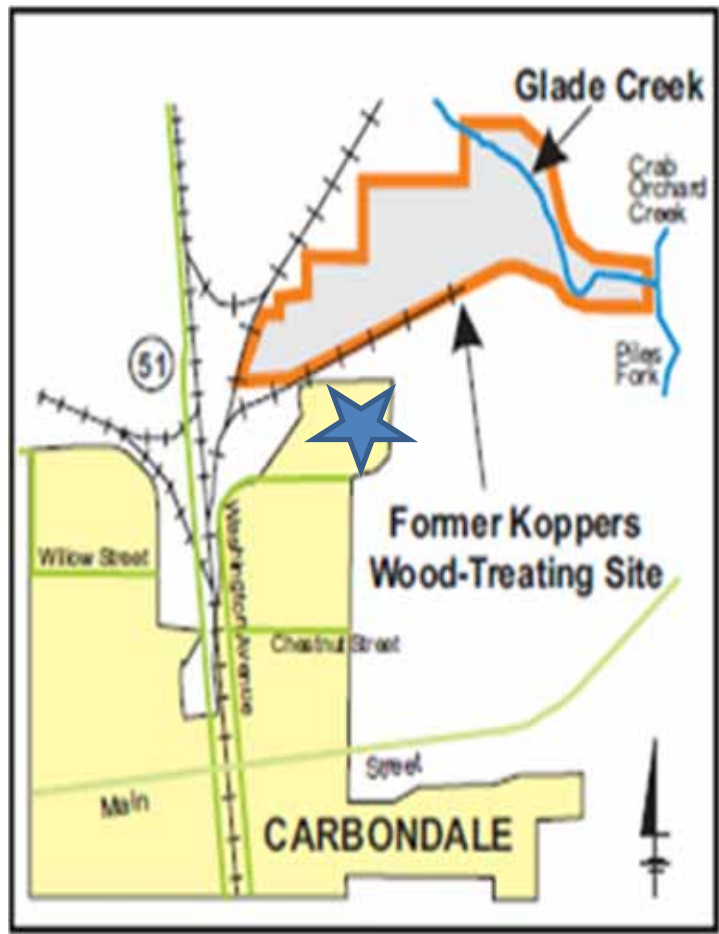 Glade Creek
Crab
Orchard
Creek
51
Piles
Fork
Former Koppers
Wood-Treating Site
Willow Street
Washington Avenue
Chestnut Street
Main
Street
CARBONDALE